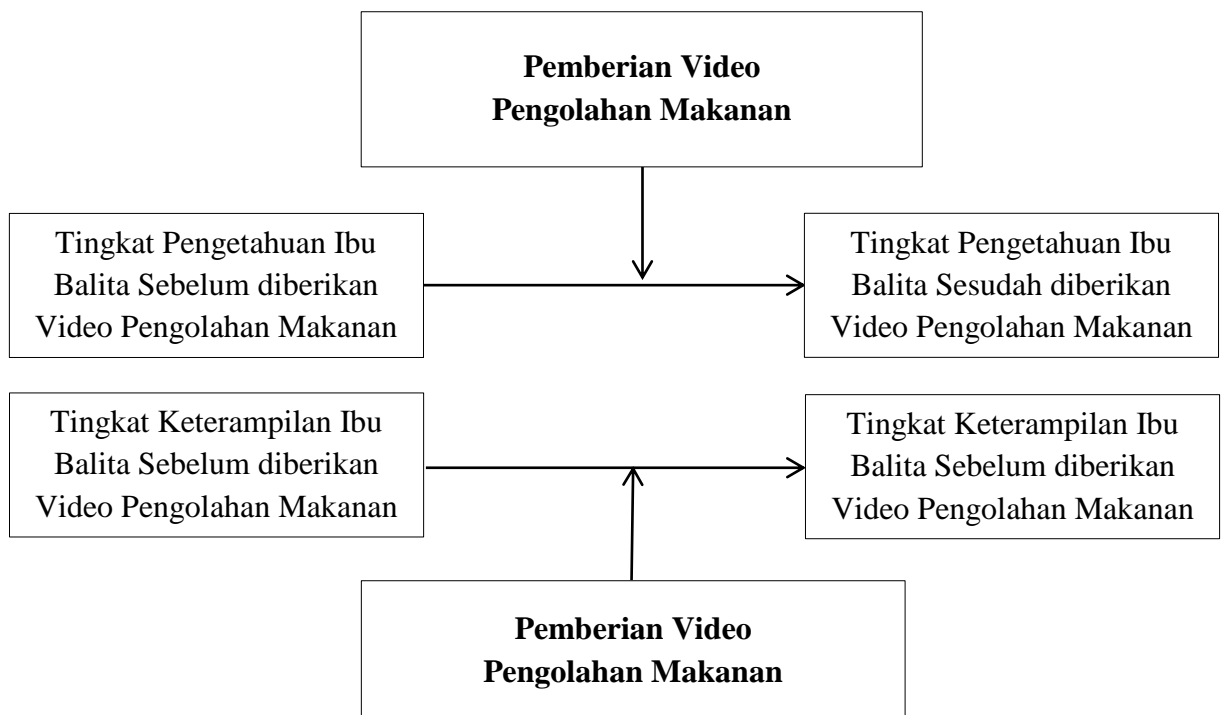 Pemberian Video
Pengolahan Makanan
Tingkat Pengetahuan Ibu
Balita Sebelum diberikan
Video Pengolahan Makanan
Tingkat Pengetahuan Ibu
Balita Sesudah diberikan
Video Pengolahan Makanan
Tingkat Keterampilan Ibu
Balita Sebelum diberikan
Video Pengolahan Makanan
Tingkat Keterampilan Ibu
Balita Sebelum diberikan
Video Pengolahan Makanan
Pemberian Video
Pengolahan Makanan